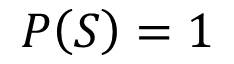 P(S) = 1